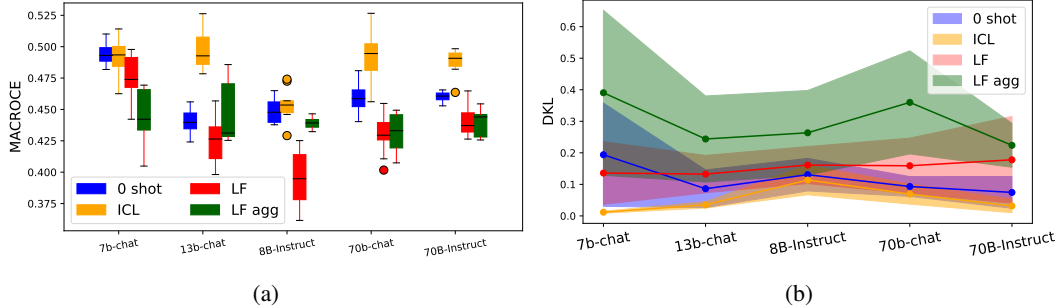 MACROCE
0.525
0.500
0.475
0.450
0.425
0.400
0.375
0 shot
ICL
LF
LF agg
7b-chat
13b-chat
8B-Instruct
70b-chat
70B-Instruct
(a)
DKL
0.6
0.5
0.4
0.3
0.2
0.1
0.0
0 shot
ICL
LF
LF agg
7b-chat
13b-chat
8B-Instruct
70b-chat
70B-Instruct
(b)